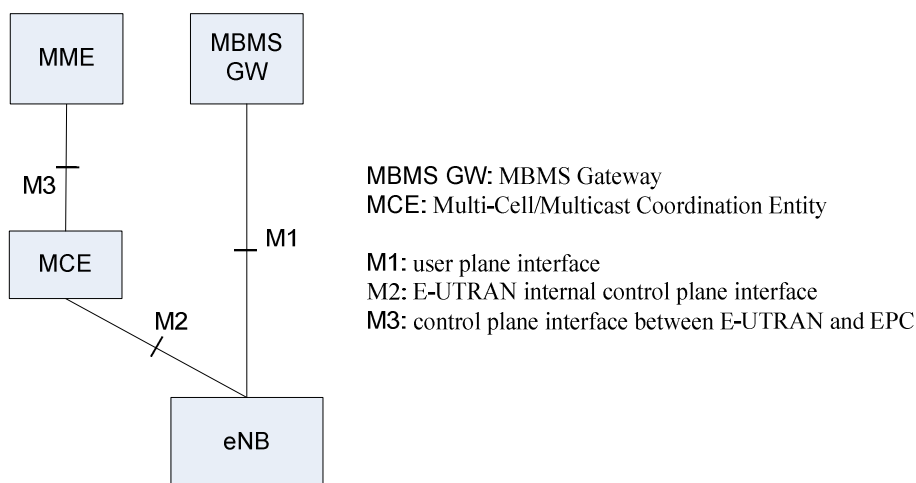 MME
MBMS
GW
M3
M1
MCE
M2
eNB
MBMS GW: MBMS Gateway
MCE: Multi-Cell/Multicast Coordination Entity
M1: user plane interface
M2: E-UTRAN internal control plane interface
M3: control plane interface between E-UTRAN and EPC